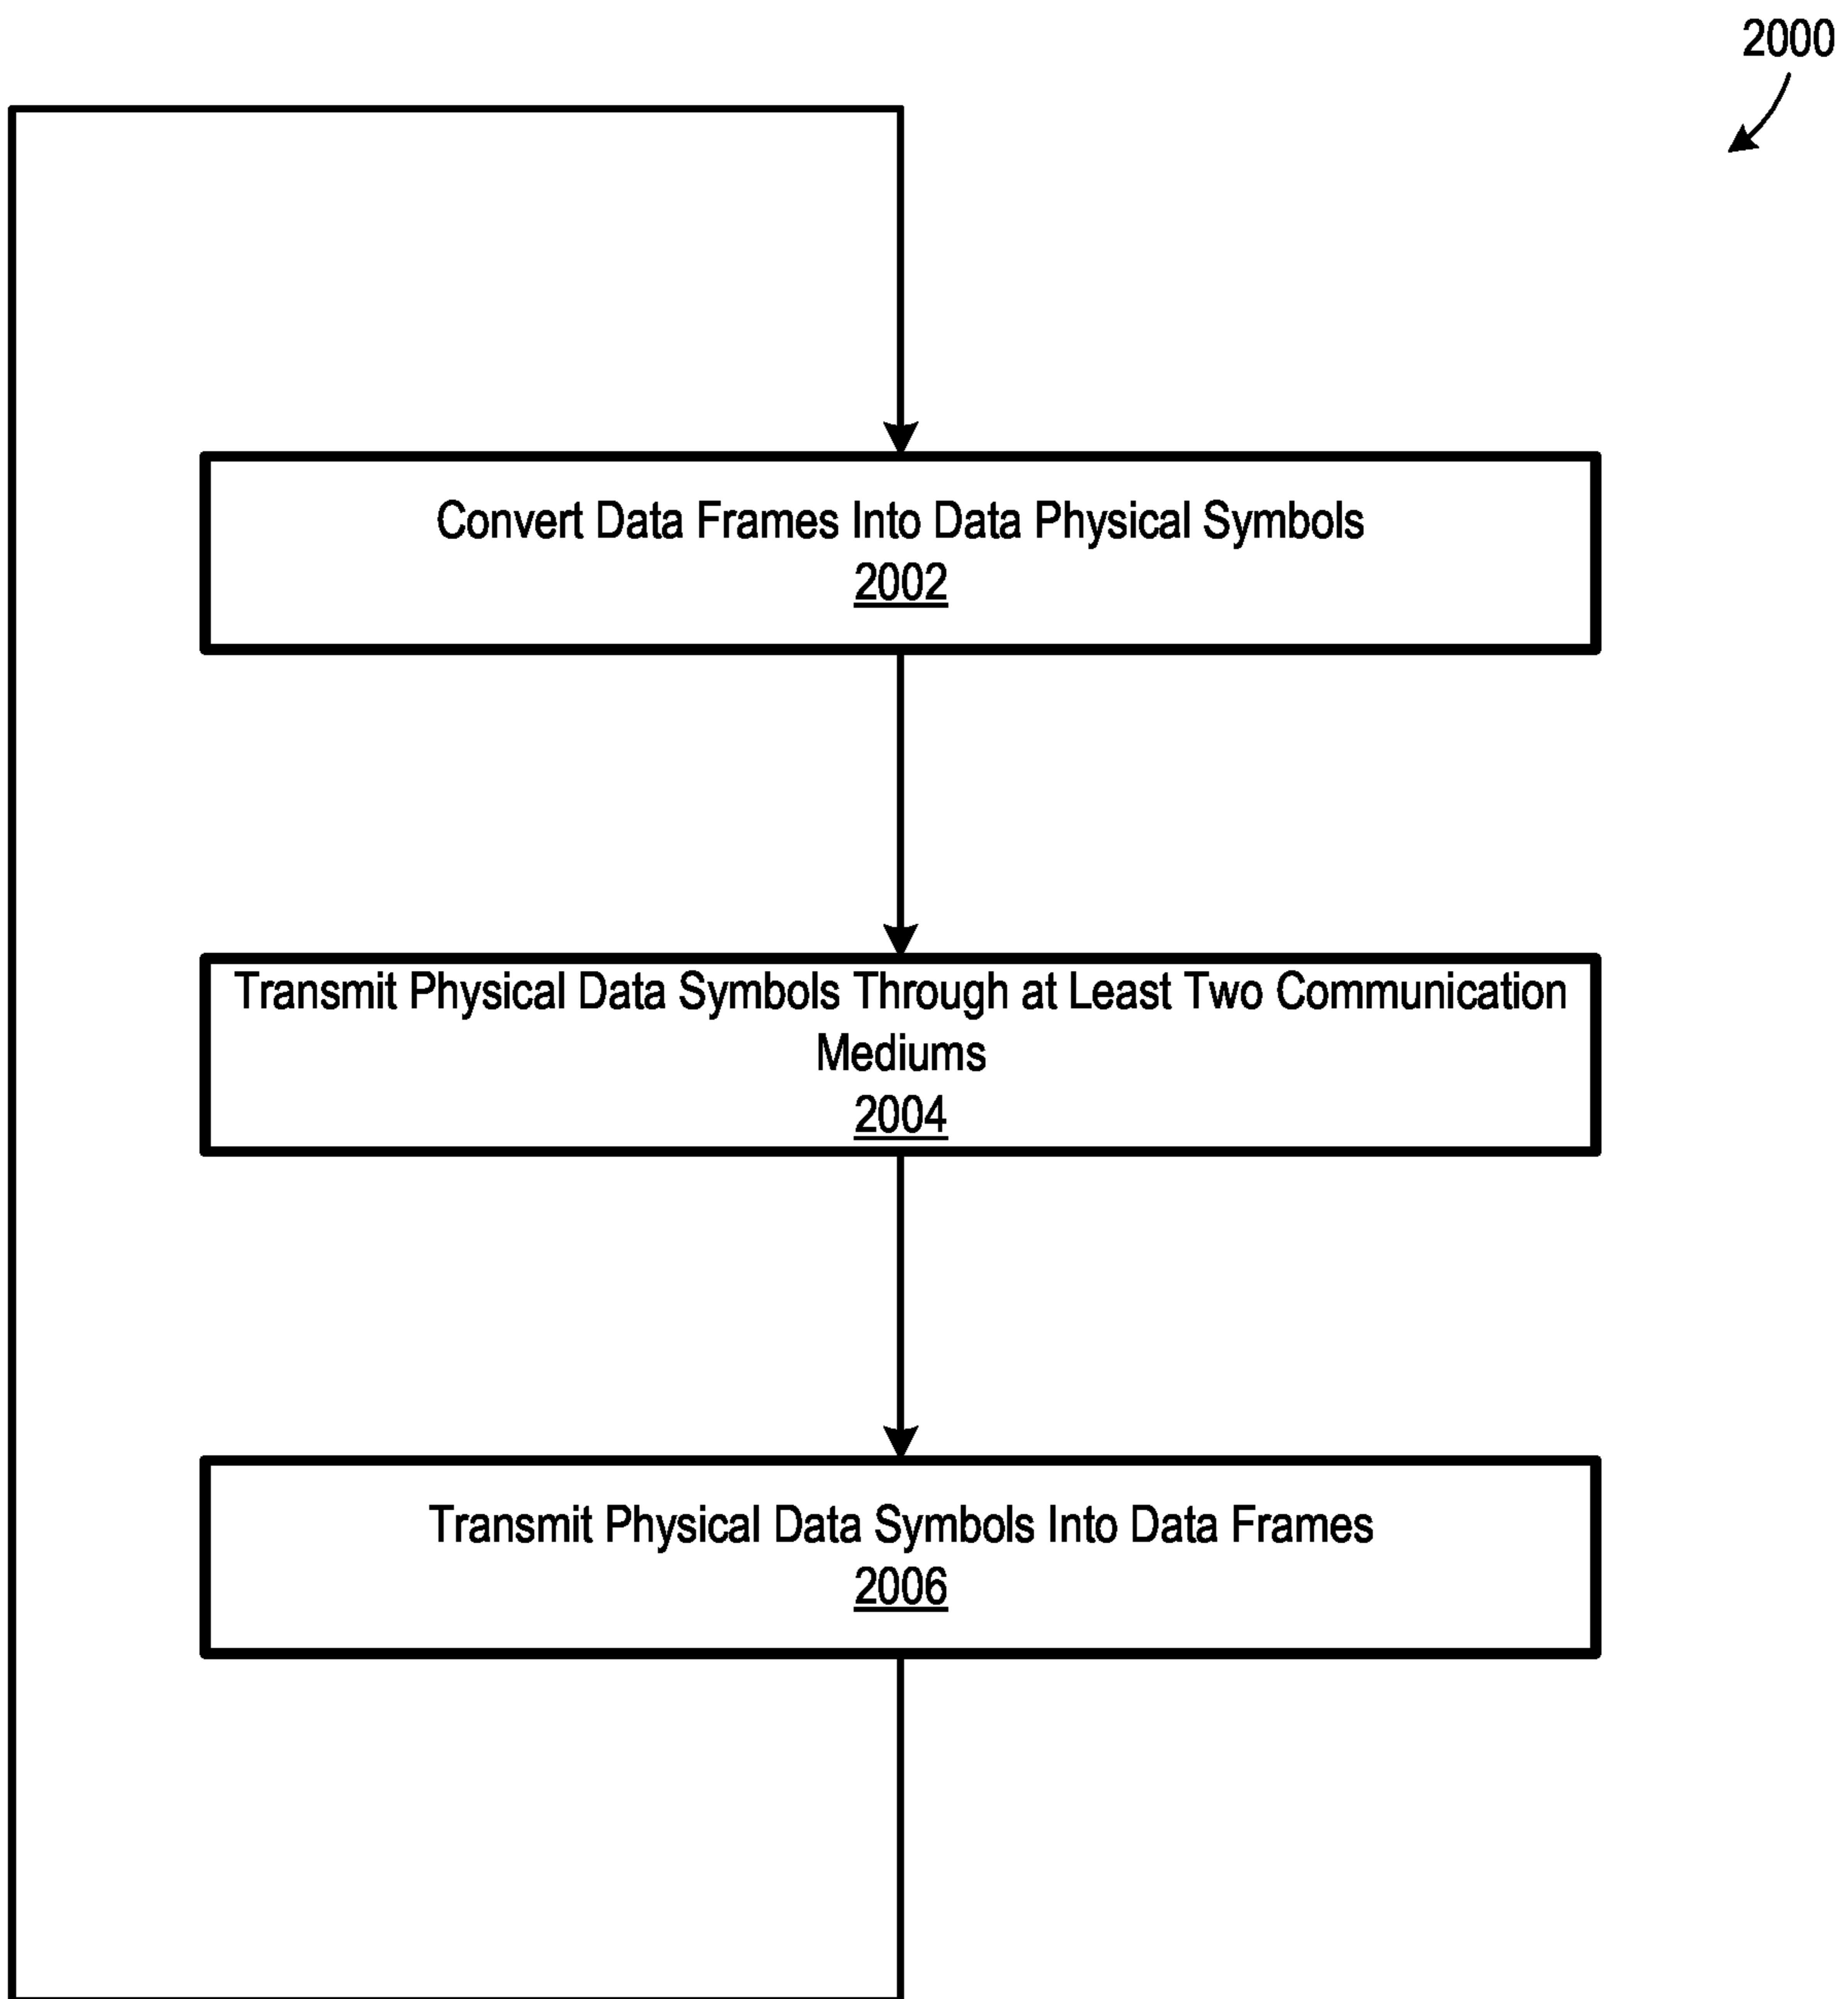 2000
Convert Data Frames Into Data Physical Symbols
2002
Transmit Physical Data Symbols Through at Least Two Communication
Mediums
2004
Transmit Physical Data Symbols Into Data Frames
2006